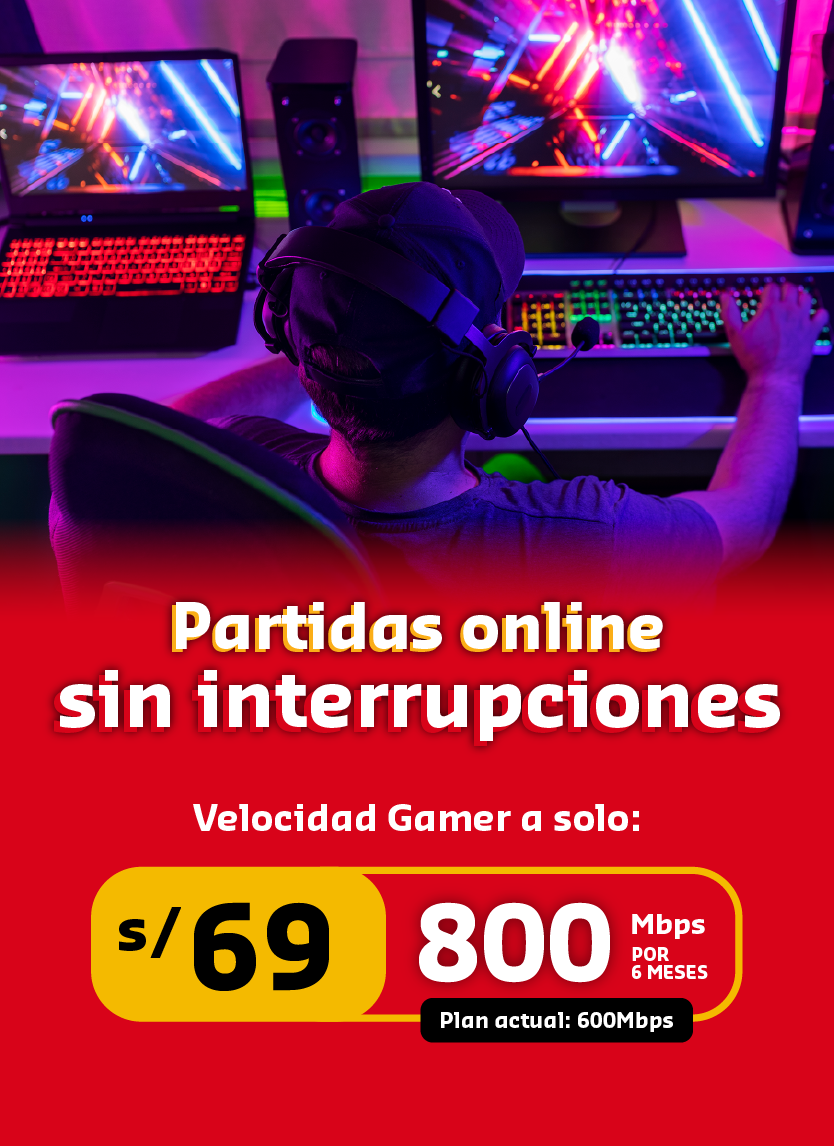 Partidas online
sin interrupciones
Velocidad Gamer a solo:
s/69
800 Mbps
POR
6 MESES
Plan actual: 600Mbps